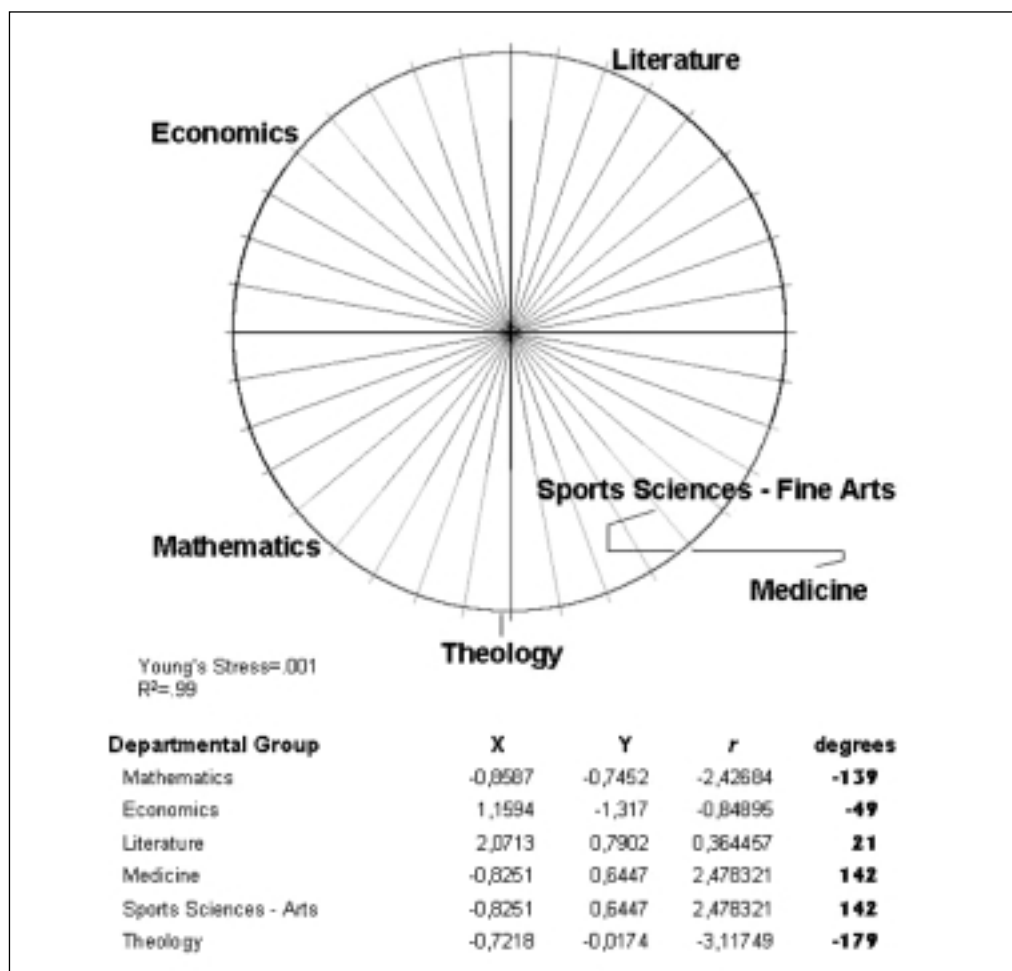 Literature
Economics
Sports Sciences - Fine Arts
Mathematics
Medicine
Theology
Young's Stress=.001
R²=.99
Departmental Group X Y r degrees
Mathematics -0,8587 -0,7452 -2,42684 -139
Economics 1,1594 -1,317 -0,84895 -49
Literature 2,0713 0,7902 0,364457 21
Medicine -0,8251 0,6447 2,478321 142
Sports Sciences - Arts -0,8251 0,6447 2,478321 142
Theology -0,7218 -0,0174 -3,11749 -179